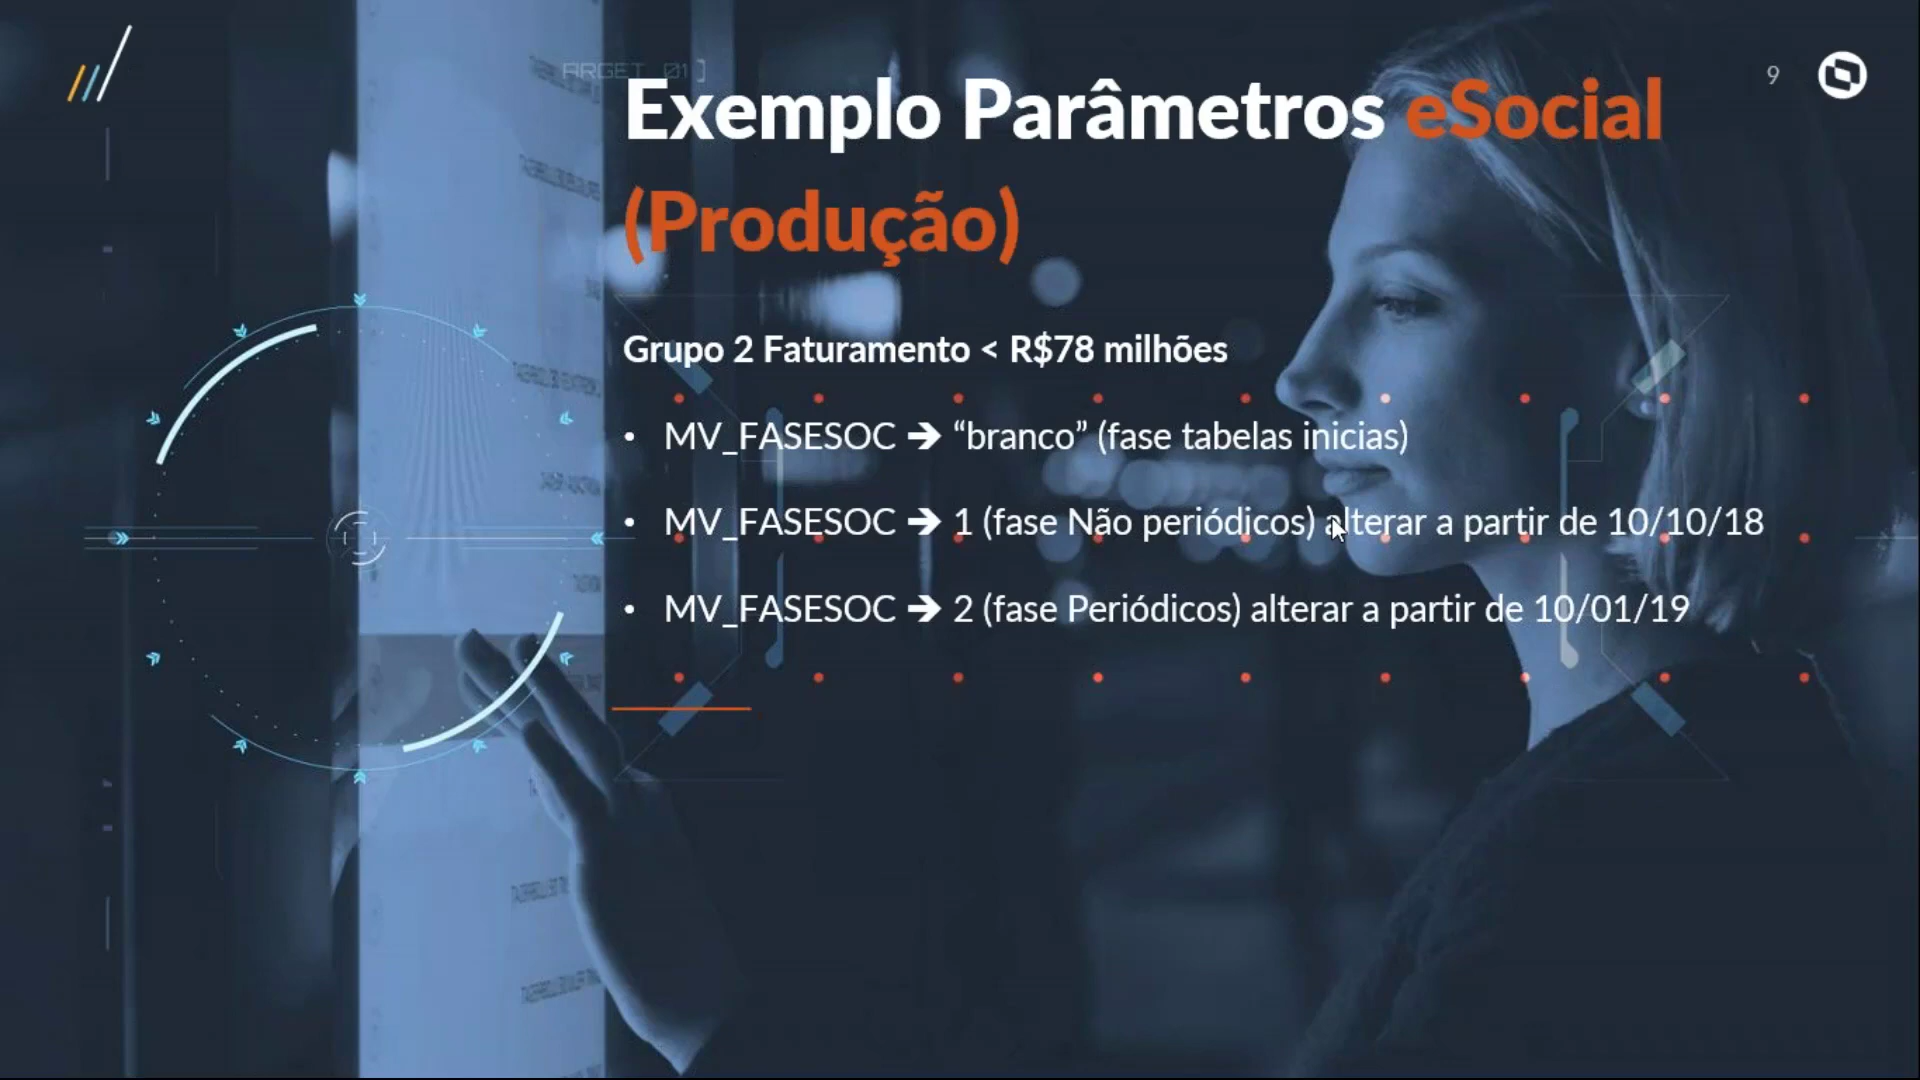 ARGET_01]
Exemplo Parâmetros eSocial
9
(Produção)
Grupo 2 Faturamento < R$78 milhões
• MV_FASESOC ➔ “branco” (fase tabelas inicias)
• MV_FASESOC ➔ 1 (fase Não periódicos) alterar a partir de 10/10/18
• MV_FASESOC ➔ 2 (fase Periódicos) alterar a partir de 10/01/19